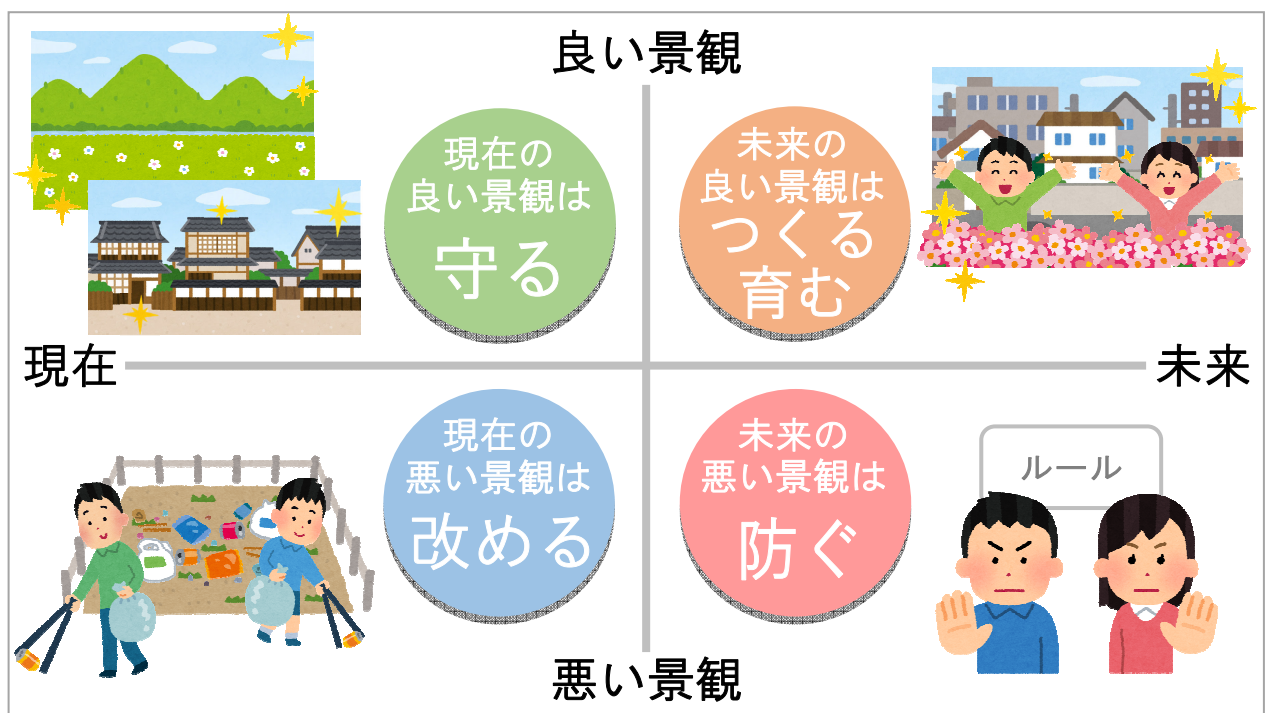 良い景観
現在の
良い景観は
守る
未来の
良い景観は
つくる
育む
現在
未来
現在の
悪い景観は
改める
未来の
悪い景観は
防ぐ
ルール
悪い景観